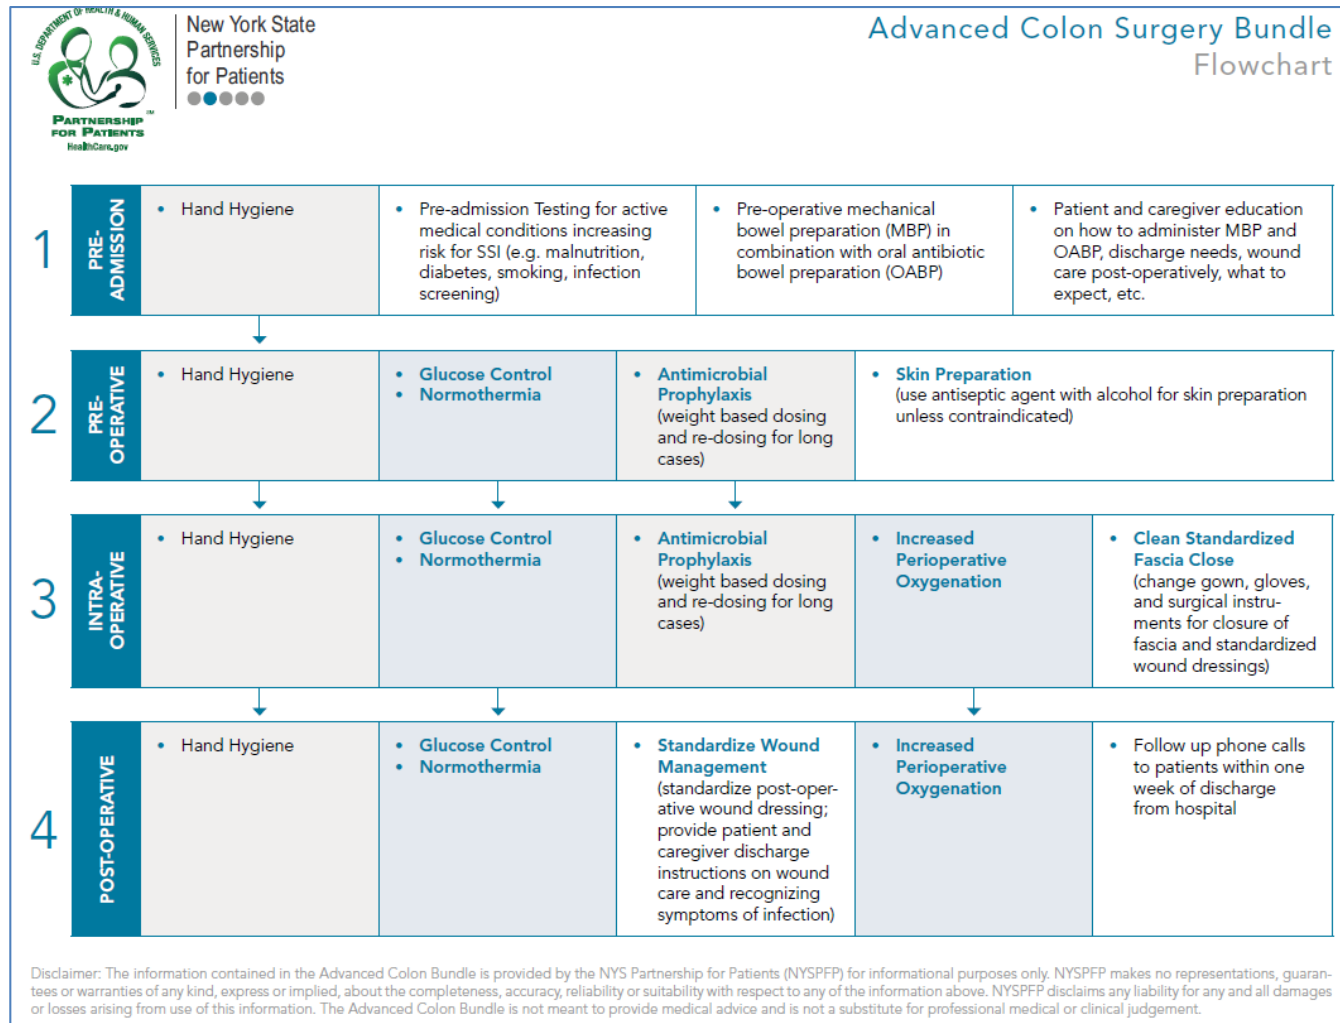 U.S. DEPARTMENT OF HEALTH & HUMAN SERVICES
PARTNERSHIP
FOR PATIENTS
TM
HealthCare.gov
New York State
Partnership
for Patients
Advanced Colon Surgery Bundle
Flowchart
1
PRE-
ADMISSION
• Hand Hygiene
• Pre-admission Testing for active
medical conditions increasing
risk for SSI (e.g. malnutrition,
diabetes, smoking, infection
screening)
• Pre-operative mechanical
bowel preparation (MBP) in
combination with oral antibiotic
bowel preparation (OABP)
• Patient and caregiver education
on how to administer MBP and
OABP, discharge needs, wound
care post-operatively, what to
expect, etc.
2
PRE-
OPERATIVE
• Hand Hygiene
• Glucose Control
• Normothermia
• Antimicrobial
Prophylaxis
(weight based dosing
and re-dosing for long
cases)
• Skin Preparation
(use antiseptic agent with alcohol for skin preparation
unless contraindicated)
3
INTRA-
OPERATIVE
• Hand Hygiene
• Glucose Control
• Normothermia
• Antimicrobial
Prophylaxis
(weight based dosing
and re-dosing for long
cases)
• Increased
Perioperative
Oxygenation
• Clean Standardized
Fascia Close
(change gown, gloves,
and surgical instru-
ments for closure of
fascia and standardized
wound dressings)
4
POST-OPERATIVE
• Hand Hygiene
• Glucose Control
• Normothermia
• Standardize Wound
Management
(standardize post-oper-
ative wound dressing;
provide patient and
caregiver discharge
instructions on wound
care and recognizing
symptoms of infection)
• Increased
Perioperative
Oxygenation
• Follow up phone calls
to patients within one
week of discharge
from hospital
Disclaimer: The information contained in the Advanced Colon Bundle is provided by the NYS Partnership for Patients (NYSPFP) for informational purposes only. NYSPFP makes no representations, guaran-
tees or warranties of any kind, express or implied, about the completeness, accuracy, reliability or suitability with respect to any of the information above. NYSPFP disclaims any liability for any and all damages
or losses arising from use of this information. The Advanced Colon Bundle is not meant to provide medical advice and is not a substitute for professional medical or clinical judgement.